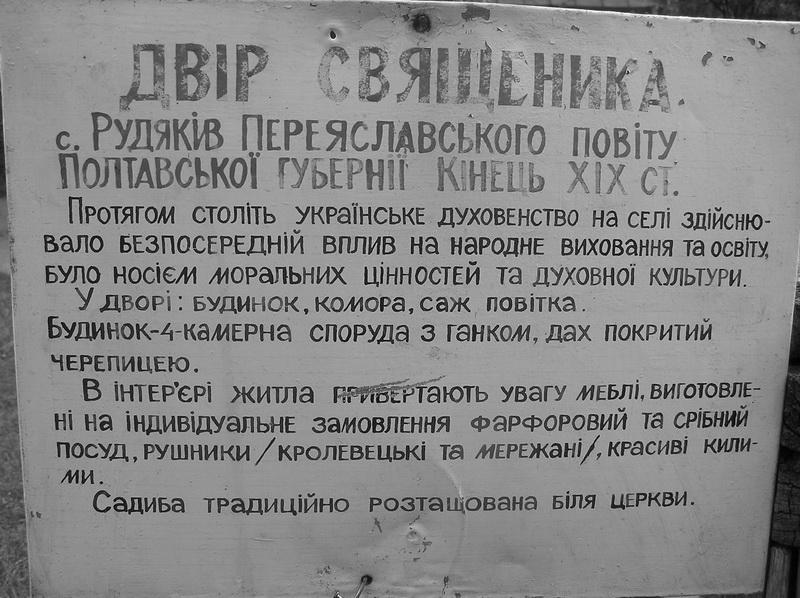 ДВІР СВЯЩЕНИКА.
с. РУДЯКІВ ПЕРЕЯСЛАВСЬКОГО ПОВІТУ
ПОЛТАВСЬКОЇ ГУБЕРНІЇ КІНЕЦЬ XIX СТ.
ПРОТЯГОМ СТОЛІТЬ УКРАЇНСЬКЕ ДУХОВЕНСТВО НА СЕЛІ ЗДІЙСНЮ-
ВАЛО БЕЗПОСЕРЕДНІЙ ВПЛИВ НА НАРОДНЕ ВИХОВАННЯ ТА ОСВІТУ,
БУЛО НОСІЄМ МОРАЛЬНИХ ЦІННОСТЕЙ ТА ДУХОВНОЇ КУЛЬТУРИ.
У ДВОРІ: БУДИНОК, КОМОРА, САЖ ПОВІТКА.
БУДИНОК-4-КАМЕРНА СПОРУДА З ГАНКОМ, ДАХ ПОКРИТИЙ
ЧЕРЕПИЦЕЮ.
В ІНТЕР'ЄРІ ЖИТЛА ПРИВЕРТАЮТЬ УВАГУ МЕБЛІ, ВИГОТОВЛЕ-
НІ НА ІНДИВІДУАЛЬНЕ ЗАМОВЛЕННЯ ФАРФОРОВИЙ ТА СРІБНИЙ
ПОСУД, РУШНИКИ /КРОЛЕВЕЦЬКІ ТА МЕРЕЖАНІ/, КРАСИВІ КИЛИ-
МИ.
САДИБА ТРАДИЦІЙНО РОЗТАЩОВАНА БІЛЯ ЦЕРКВИ.